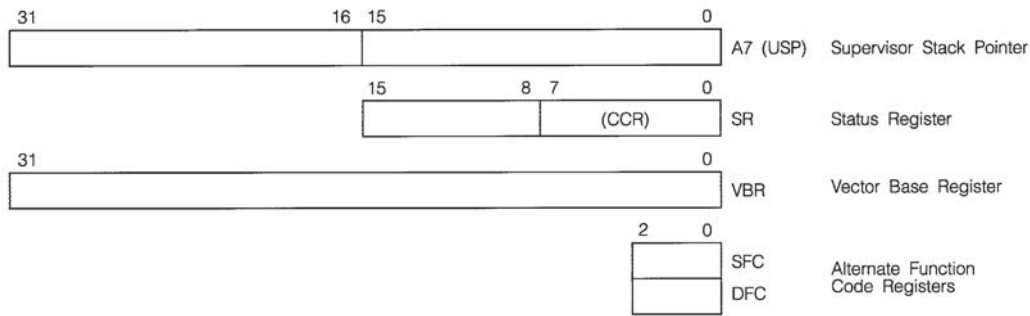 31 16 15 0
A7 (USP) Supervisor Stack Pointer
15 8 7 0
(CCR) SR Status Register
31 0
VBR Vector Base Register
2 0
SFC
Alternate Function
Code Registers
DFC